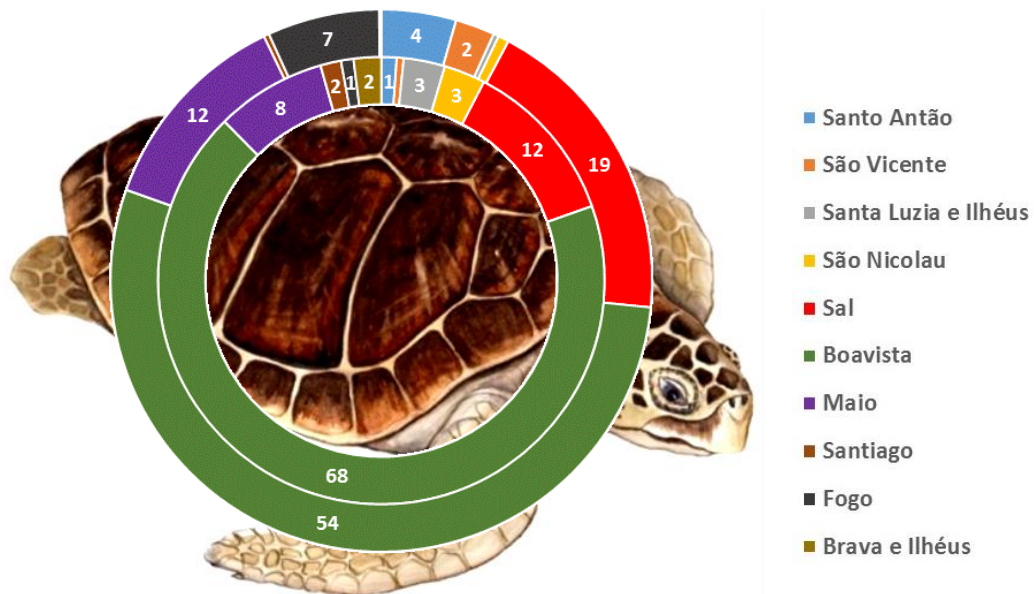 7
4
2
12
8
2
1
2
1
3
3
12
19
68
54
Santo Antão
São Vicente
Santa Luzia e Ilhéus
São Nicolau
Sal
Boavista
Maio
Santiago
Fogo
Brava e Ilhéus